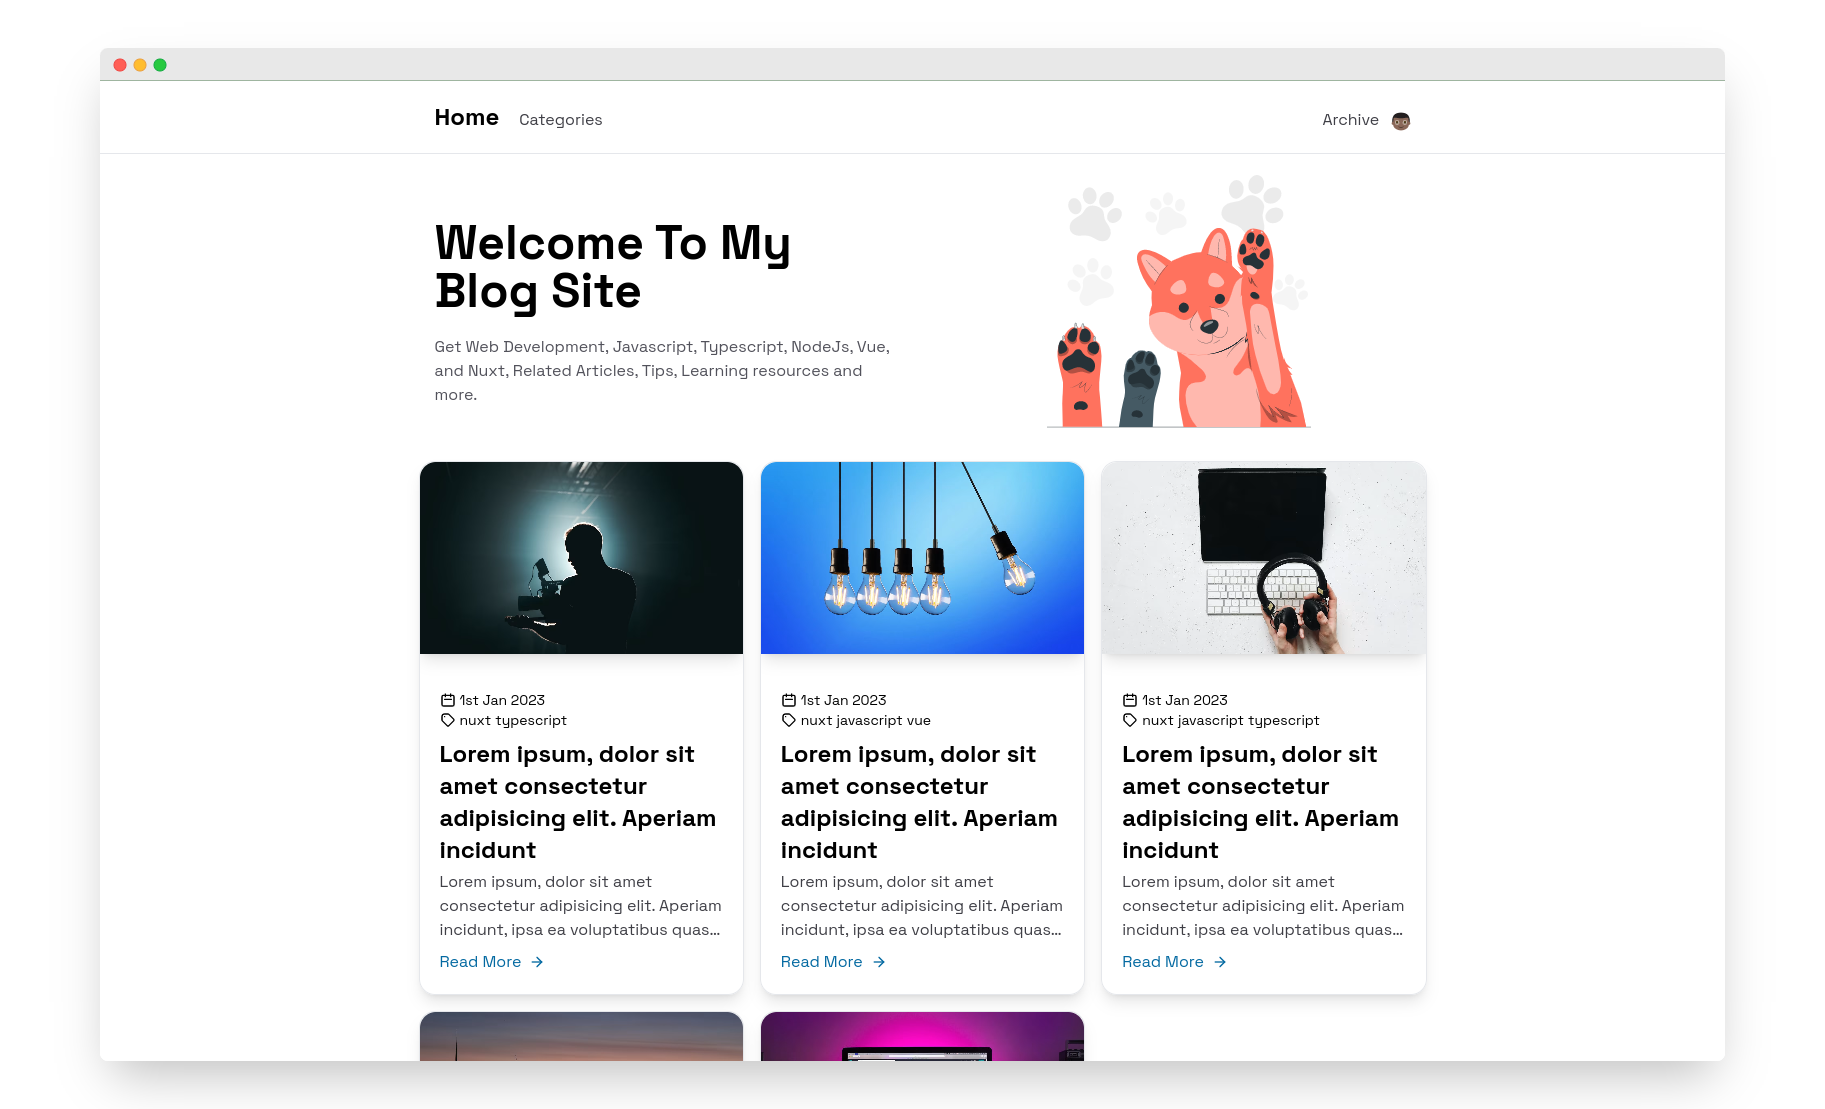 Home Categories Archive
Welcome To My
Blog Site
Get Web Development, Javascript, Typescript, NodeJs, Vue,
and Nuxt, Related Articles, Tips, Learning resources and
more.
1st Jan 2023
nuxt typescript
Lorem ipsum, dolor sit
amet consectetur
adipisicing elit. Aperiam
incidunt
Lorem ipsum, dolor sit amet
consectetur adipisicing elit. Aperiam
incidunt, ipsa ea voluptatibus quas...
Read More
1st Jan 2023
nuxt javascript vue
Lorem ipsum, dolor sit
amet consectetur
adipisicing elit. Aperiam
incidunt
Lorem ipsum, dolor sit amet
consectetur adipisicing elit. Aperiam
incidunt, ipsa ea voluptatibus quas...
Read More
1st Jan 2023
nuxt javascript typescript
Lorem ipsum, dolor sit
amet consectetur
adipisicing elit. Aperiam
incidunt
Lorem ipsum, dolor sit amet
consectetur adipisicing elit. Aperiam
incidunt, ipsa ea voluptatibus quas...
Read More